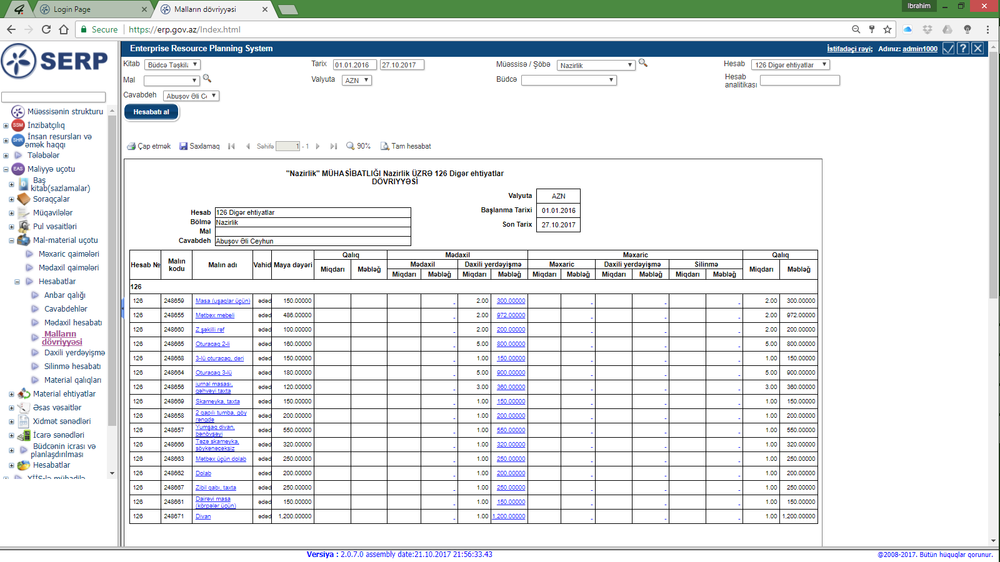 Login Page
Malların dövriyyəsi
Ibrahim
Secure
https://erp.gov.az/Index.html
SERP
Enterprise Resource Planning System
İstifadəçi rəyi; Adınız: admin1000
Kitab Büdcə Təşkil
Tarix 01.01.2016 27.10.2017
Müəssisə / Şöbə Nazirlik
Hesab 126 Digər ehtiyatlar
Mal
Valyuta AZN
Büdcə
Hesab
analitikası
Cavabdeh Abuşov Əli C
Hesabatı al
Müəssisənin strukturu
SSM İnzibatçılıq
SHR İnsan resursları və
əmək haqqı
Tələbələr
EAS Maliyyə uçotu
Baş
kitab(sazlamalar)
Soraqçalar
Müqavilələr
Pul vəsaitləri
Mal-material uçotu
Məxaric qaimələri
Mədaxil qaimələri
Hesabatlar
Anbar qalığı
Cavabdehlər
Mədaxil hesabatı
Malların
dövriyyəsi
Daxili yerdəyişmə
Silinmə hesabatı
Material qalıqları
Material ehtiyatlar
Əsas vəsaitlər
Xidmət sənədləri
İcarə sənədləri
Büdcənin icrası və
planlaşdırılması
Hesabatlar
Çap etmək Saxlamaq Səhifə 1 - 1 90% Tam hesabat
"Nazirlik" MÜHASİBATLIĞI Nazirlik ÜZRƏ 126 Digər ehtiyatlar
DÖVRIYYƏSİ
Valyuta AZN
Başlanma Tarixi 01.01.2016
Son Tarix 27.10.2017
Hesab 126 Digər ehtiyatlar
Bölmə Nazirlik
Mal
Cavabdeh Abuşov Əli Ceyhun
Hesab № Malın kodu Malın adı Vahid Maya dəyəri Qalıq Mədaxil Məxaric Qalıq
Miqdarı Məbləğ Mədaxil Daxili yerdəyişmə Məxaric Daxili yerdəyişmə Silinmə Miqdarı Məbləğ
Miqdarı Məbləğ Miqdarı Məbləğ Miqdarı Məbləğ Miqdarı Məbləğ Miqdarı Məbləğ
126
126 248659 Masa (uşaqlar üçün) ədəd 150.00000 - 2.00 300.00000 - - - 2.00 300.00000
126 248655 Mətbəx mebeli ədəd 486.00000 - 2.00 972.00000 - - - 2.00 972.00000
126 248660 Z şəkilli rəf ədəd 100.00000 - 2.00 200.00000 - - - 2.00 200.00000
126 248665 Oturacaq 2-li ədəd 160.00000 - 5.00 800.00000 - - - 5.00 800.00000
126 248668 3-lü oturacaq, dəri ədəd 150.00000 - 1.00 150.00000 - - - 1.00 150.00000
126 248664 Oturacaq 3-lü ədəd 180.00000 - 5.00 900.00000 - - - 5.00 900.00000
126 248656 jurnal masası, qəhvəyi taxta ədəd 120.00000 - 3.00 360.00000 - - - 3.00 360.00000
126 248669 Skameyka, taxta ədəd 150.00000 - 1.00 150.00000 - - - 1.00 150.00000
126 248658 2 qapılı tumba, göy rəngdə ədəd 200.00000 - 1.00 200.00000 - - - 1.00 200.00000
126 248657 Yumşaq divan, bənövşəyi ədəd 550.00000 - 1.00 550.00000 - - - 1.00 550.00000
126 248666 Təzə skameyka, söykənəcəksiz ədəd 320.00000 - 1.00 320.00000 - - - 1.00 320.00000
126 248663 Mətbəx üçün dolab ədəd 250.00000 - 1.00 250.00000 - - - 1.00 250.00000
126 248662 Dolab ədəd 200.00000 - 1.00 200.00000 - - - 1.00 200.00000
126 248667 Zibil qabı, taxta ədəd 250.00000 - 1.00 250.00000 - - - 1.00 250.00000
126 248661 Dairəvi masa (körpələr üçün) ədəd 150.00000 - 1.00 150.00000 - - - 1.00 150.00000
126 248671 Divan ədəd 1,200.00000 - 1.00 1,200.00000 - - - 1.00 1,200.00000
Versiya : 2.0.7.0 assembly date:21.10.2017 21:56:33.43
@2008-2017. Bütün hüquqlar qorunur.